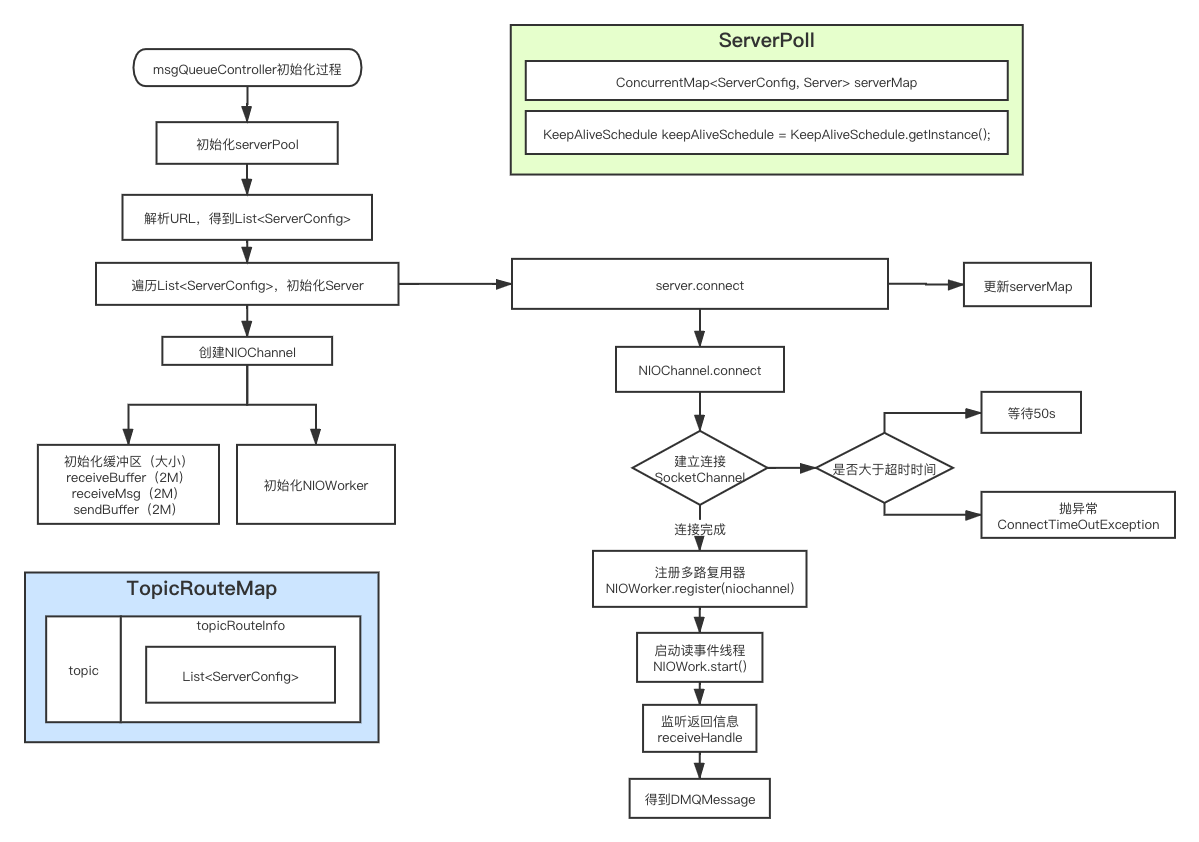 msgQueueController初始化过程
初始化serverPool
解析URL，得到List<ServerConfig>
遍历List<ServerConfig>，初始化Server
创建NIOChannel
初始化缓冲区（大小）
receiveBuffer（2M）
receiveMsg（2M）
sendBuffer（2M）
初始化NIOWorker
ServerPoll
ConcurrentMap<ServerConfig, Server> serverMap
KeepAliveSchedule keepAliveSchedule = KeepAliveSchedule.getInstance();
server.connect
更新serverMap
NIOChannel.connect
建立连接
SocketChannel
是否大于超时时间
等待50s
抛异常
ConnectTimeOutException
连接完成
注册多路复用器
NIOWorker.register(niochannel)
启动读事件线程
NIOWork.start()
监听返回信息
receiveHandle
得到DMQMessage
TopicRouteMap
topic
topicRouteInfo
List<ServerConfig>